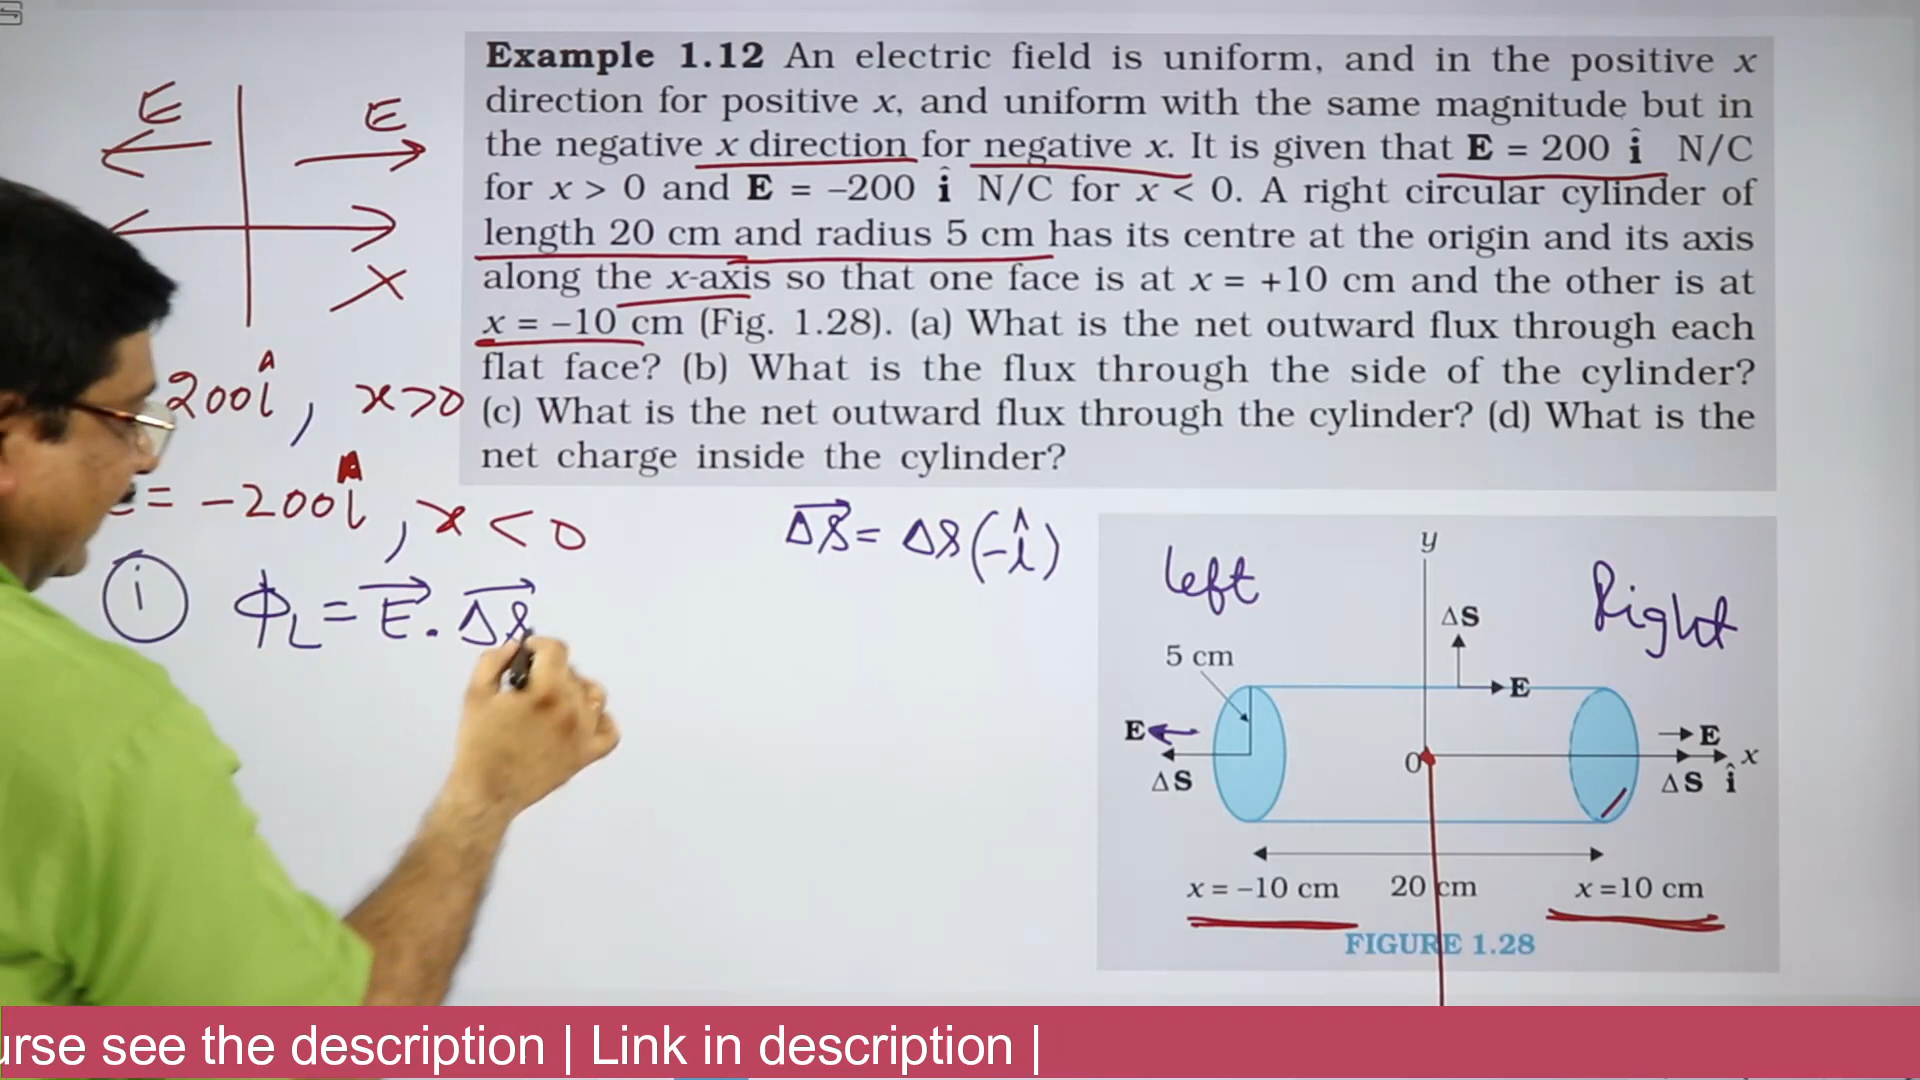 Example 1.12 An electric field is uniform, and in the positive x
direction for positive x, and uniform with the same magnitude but in
the negative x direction for negative x. It is given that E = 200 î N/C
for x > 0 and E = –200 î N/C for x < 0. A right circular cylinder of
length 20 cm and radius 5 cm has its centre at the origin and its axis
along the x-axis so that one face is at x = +10 cm and the other is at
x = –10 cm (Fig. 1.28). (a) What is the net outward flux through each
flat face? (b) What is the flux through the side of the cylinder?
(c) What is the net outward flux through the cylinder? (d) What is the
net charge inside the cylinder?
E
E
X
200 î , x>0
= -200 î , x < 0
i
ϕL = E⃗ . ΔS⃗
ΔS⃗ = ΔS(-î)
left
Right
y
ΔS
5 cm
E
E
E
0
x
ΔS
ΔS î
x = –10 cm
20 cm
x =10 cm
FIGURE 1.28
urse see the description | Link in description |